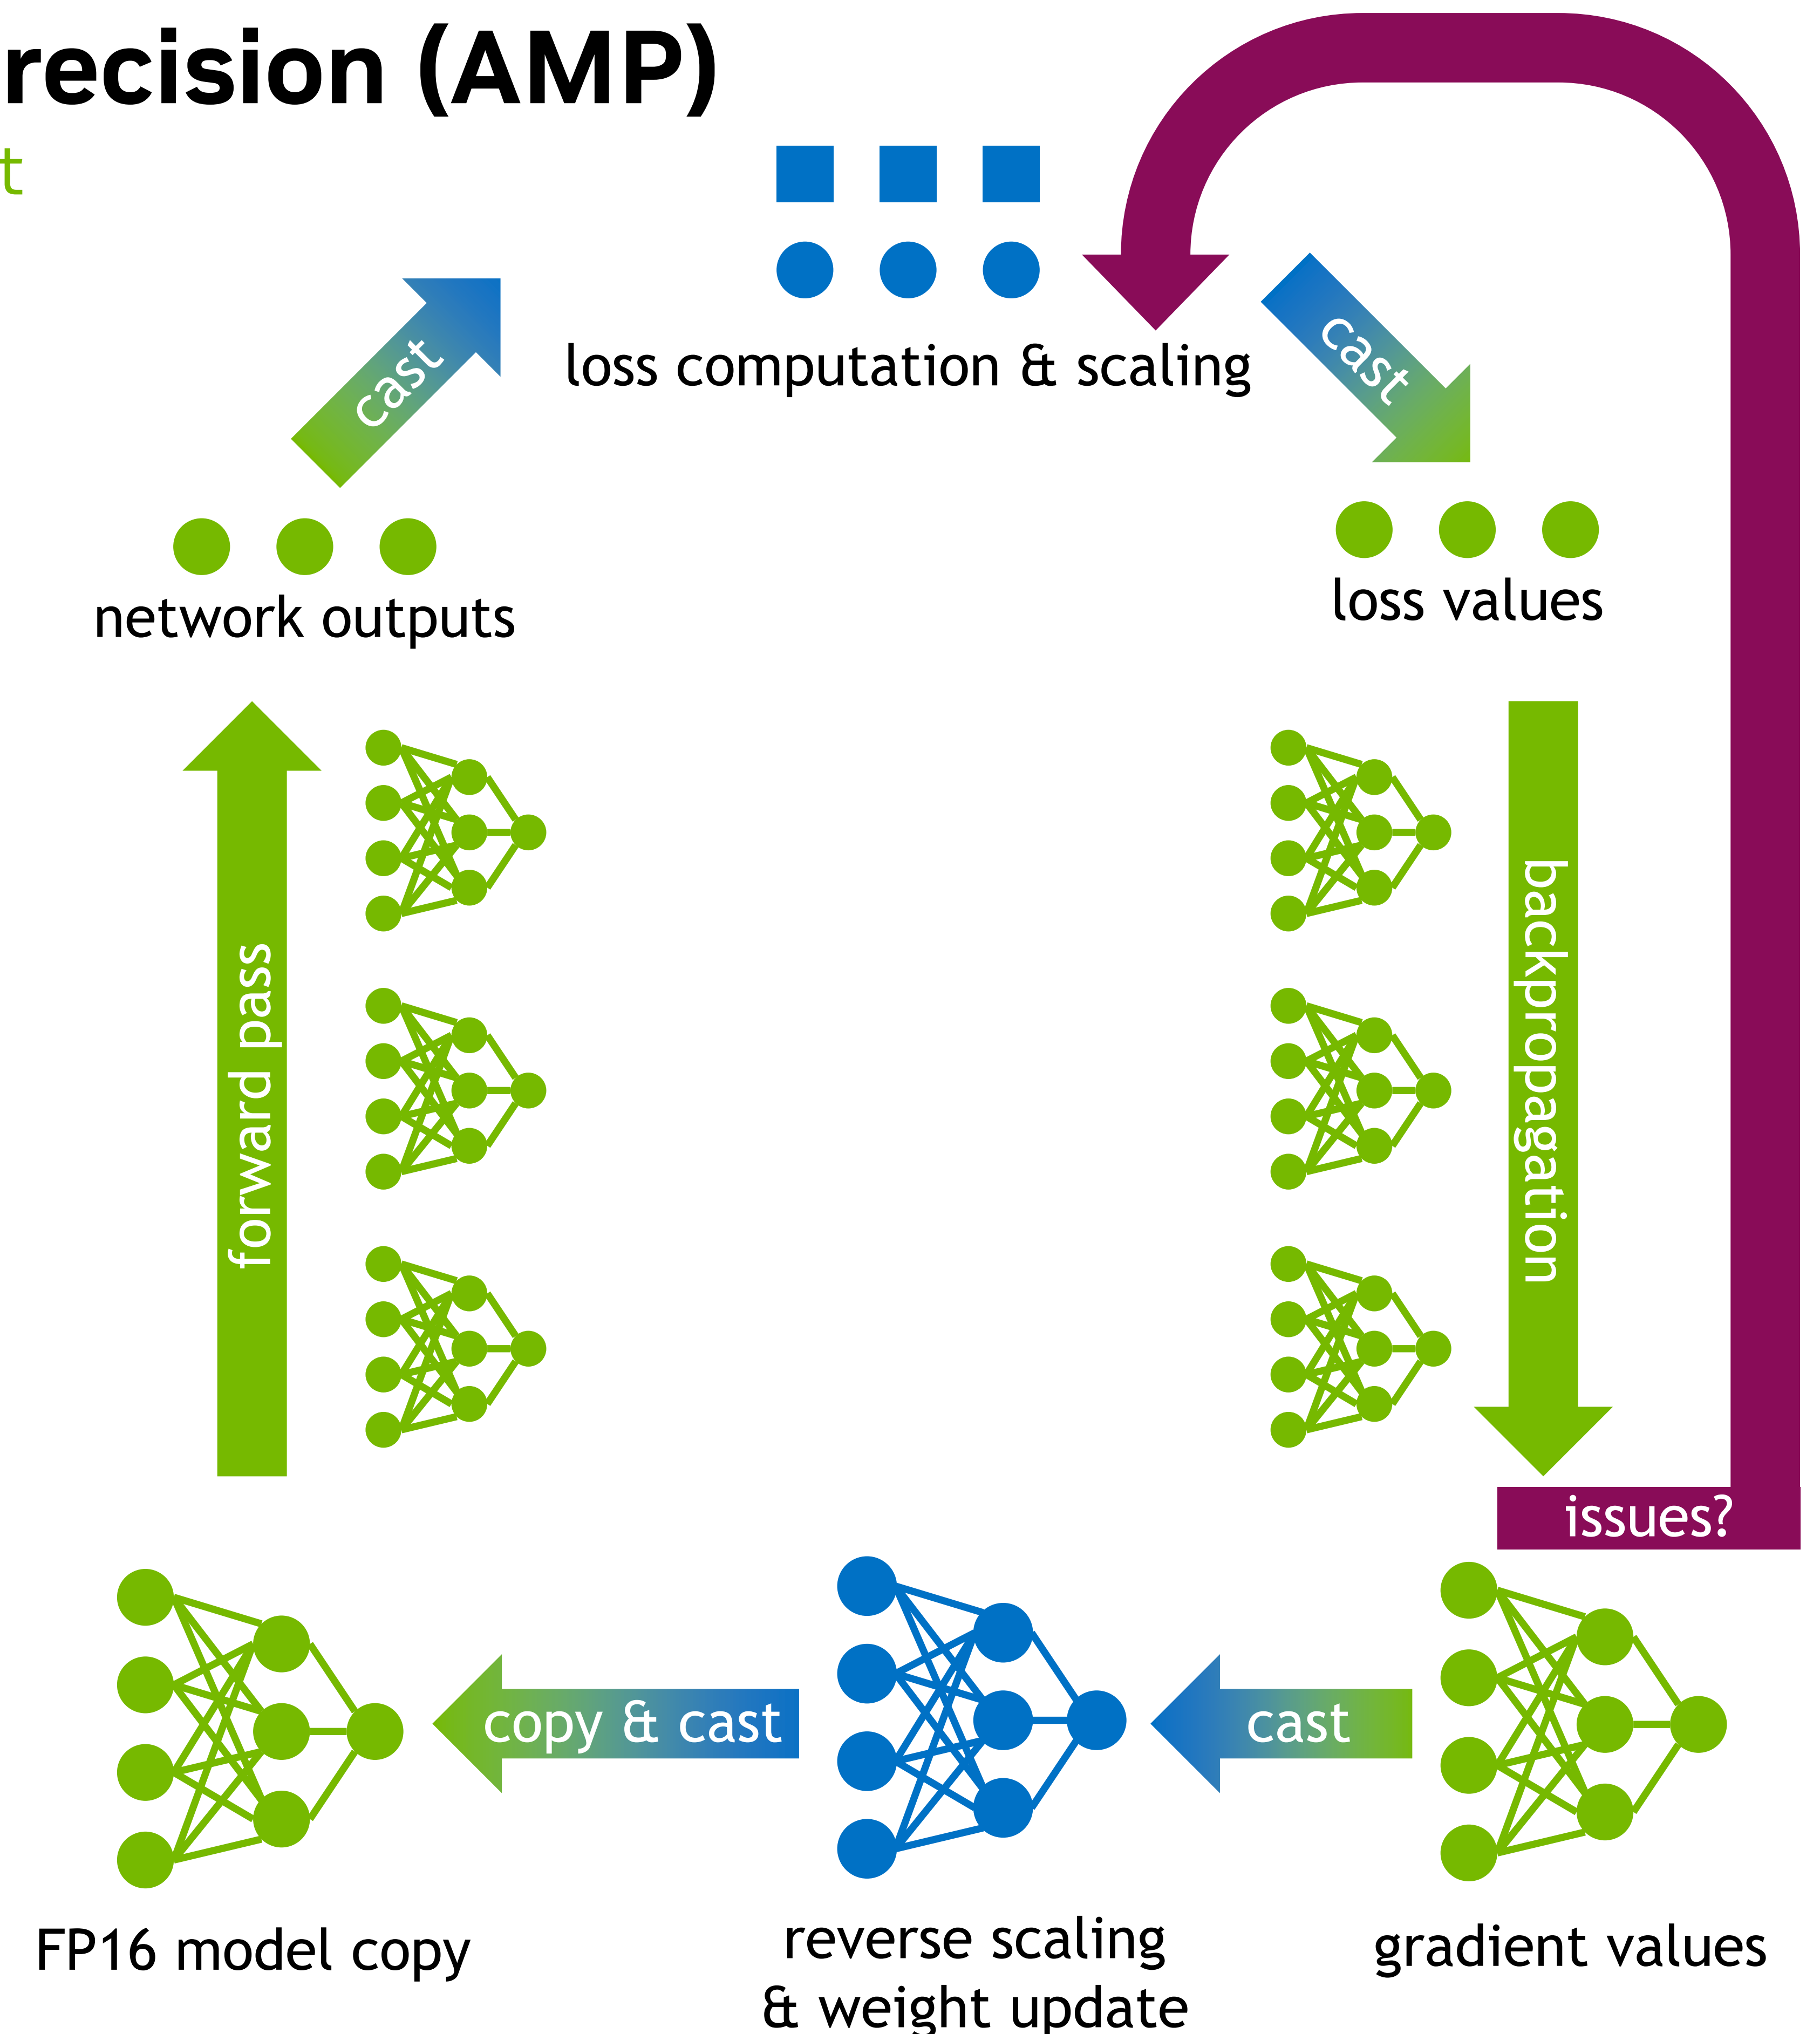 recision (AMP)
t
loss computation & scaling
cast
cast
network outputs
loss values
forward pass
backpropagation
issues?
copy & cast
cast
FP16 model copy
reverse scaling
& weight update
gradient values